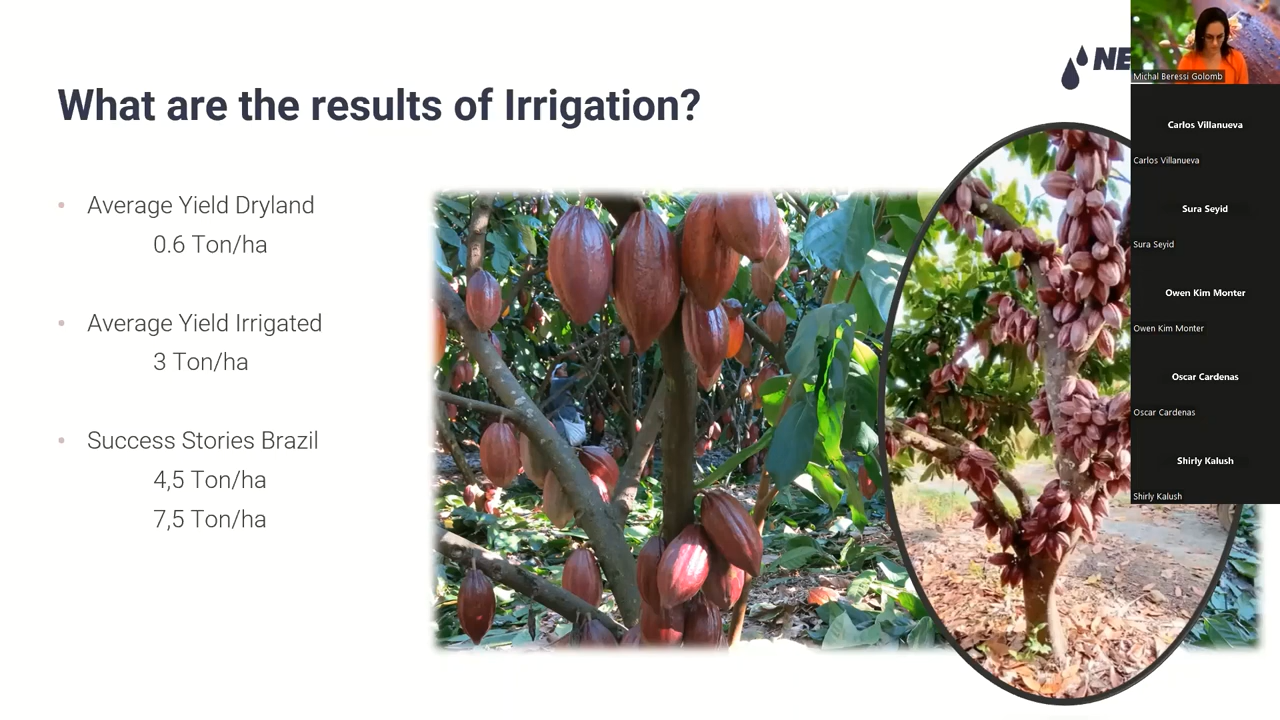 What are the results of Irrigation?
• Average Yield Dryland
0.6 Ton/ha
• Average Yield Irrigated
3 Ton/ha
• Success Stories Brazil
4,5 Ton/ha
7,5 Ton/ha
NE
Michal Beressi Golomb
Carlos Villanueva
Carlos Villanueva
Sura Seyid
Sura Seyid
Owen Kim Monter
Owen Kim Monter
Oscar Cardenas
Oscar Cardenas
Shirly Kalush
Shirly Kalush